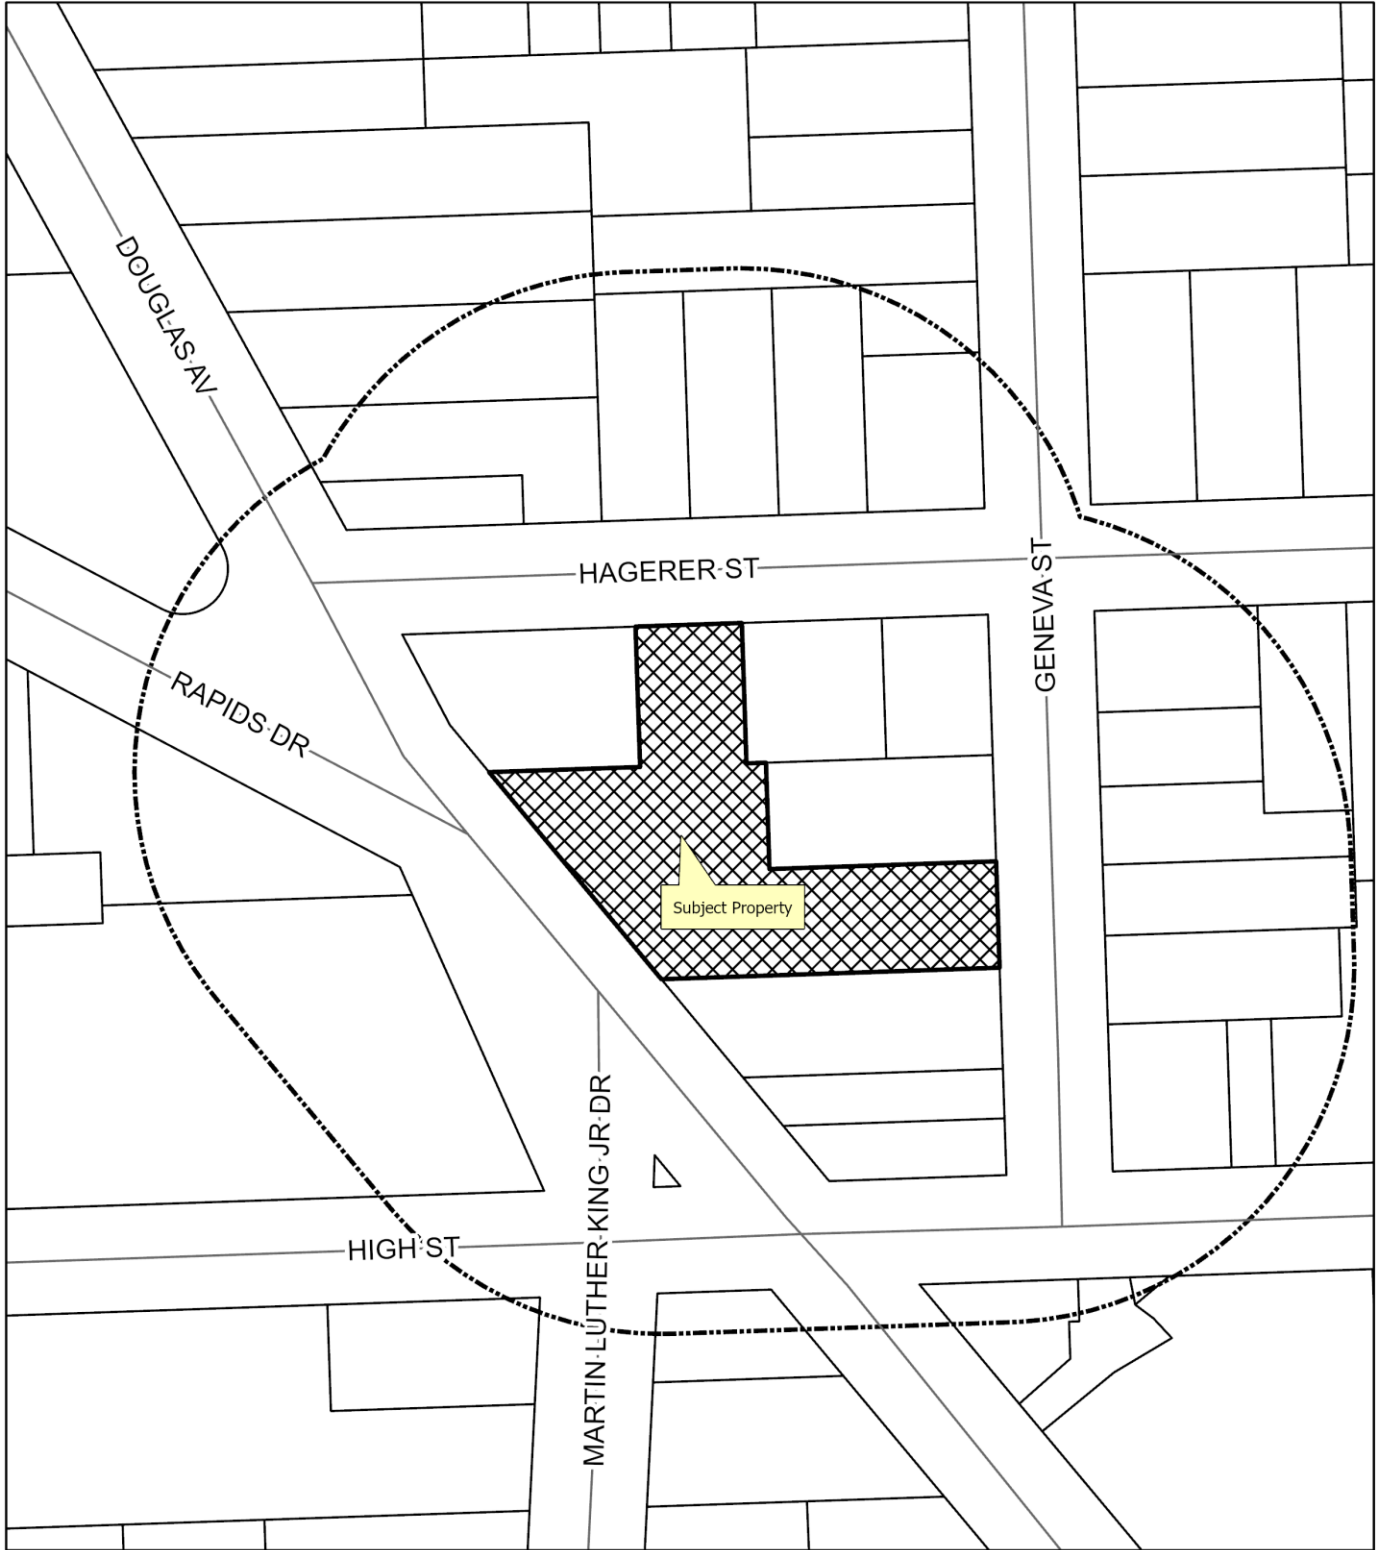 DOUGLAS AV
HAGERER ST
GENEVA ST
RAPIDS DR
Subject Property
MARTIN LUTHER KING JR DR
HIGH ST